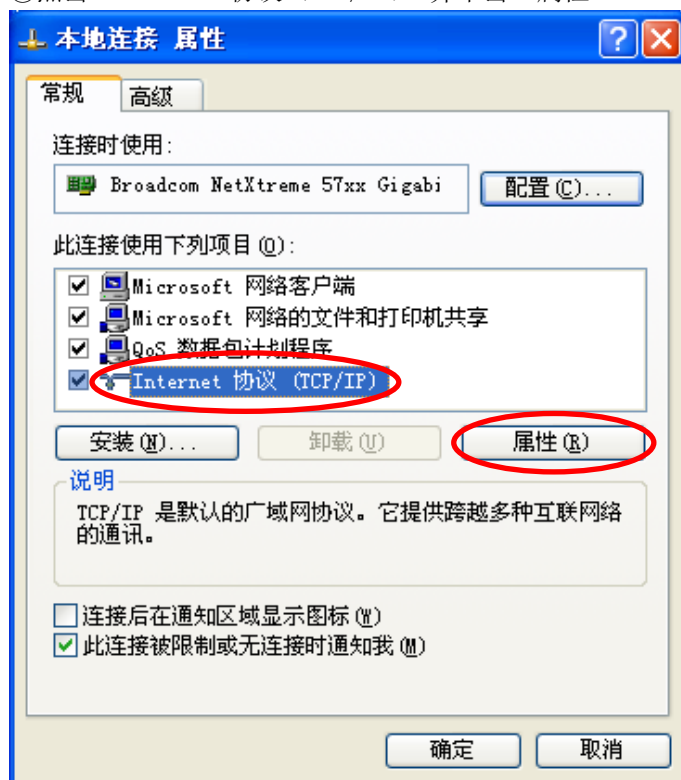 本地连接 属性
常规 高级
连接时使用:
Broadcom NetXtreme 57xx Gigabi 配置(C)...
此连接使用下列项目(O):
Microsoft 网络客户端
Microsoft 网络的文件和打印机共享
QoS 数据包计划程序
Internet 协议 (TCP/IP)
安装(N)... 卸载(U) 属性(R)
说明
TCP/IP 是默认的广域网协议。它提供跨越多种互联网络
的通讯。
连接后在通知区域显示图标(W)
此连接被限制或无连接时通知我(M)
确定 取消